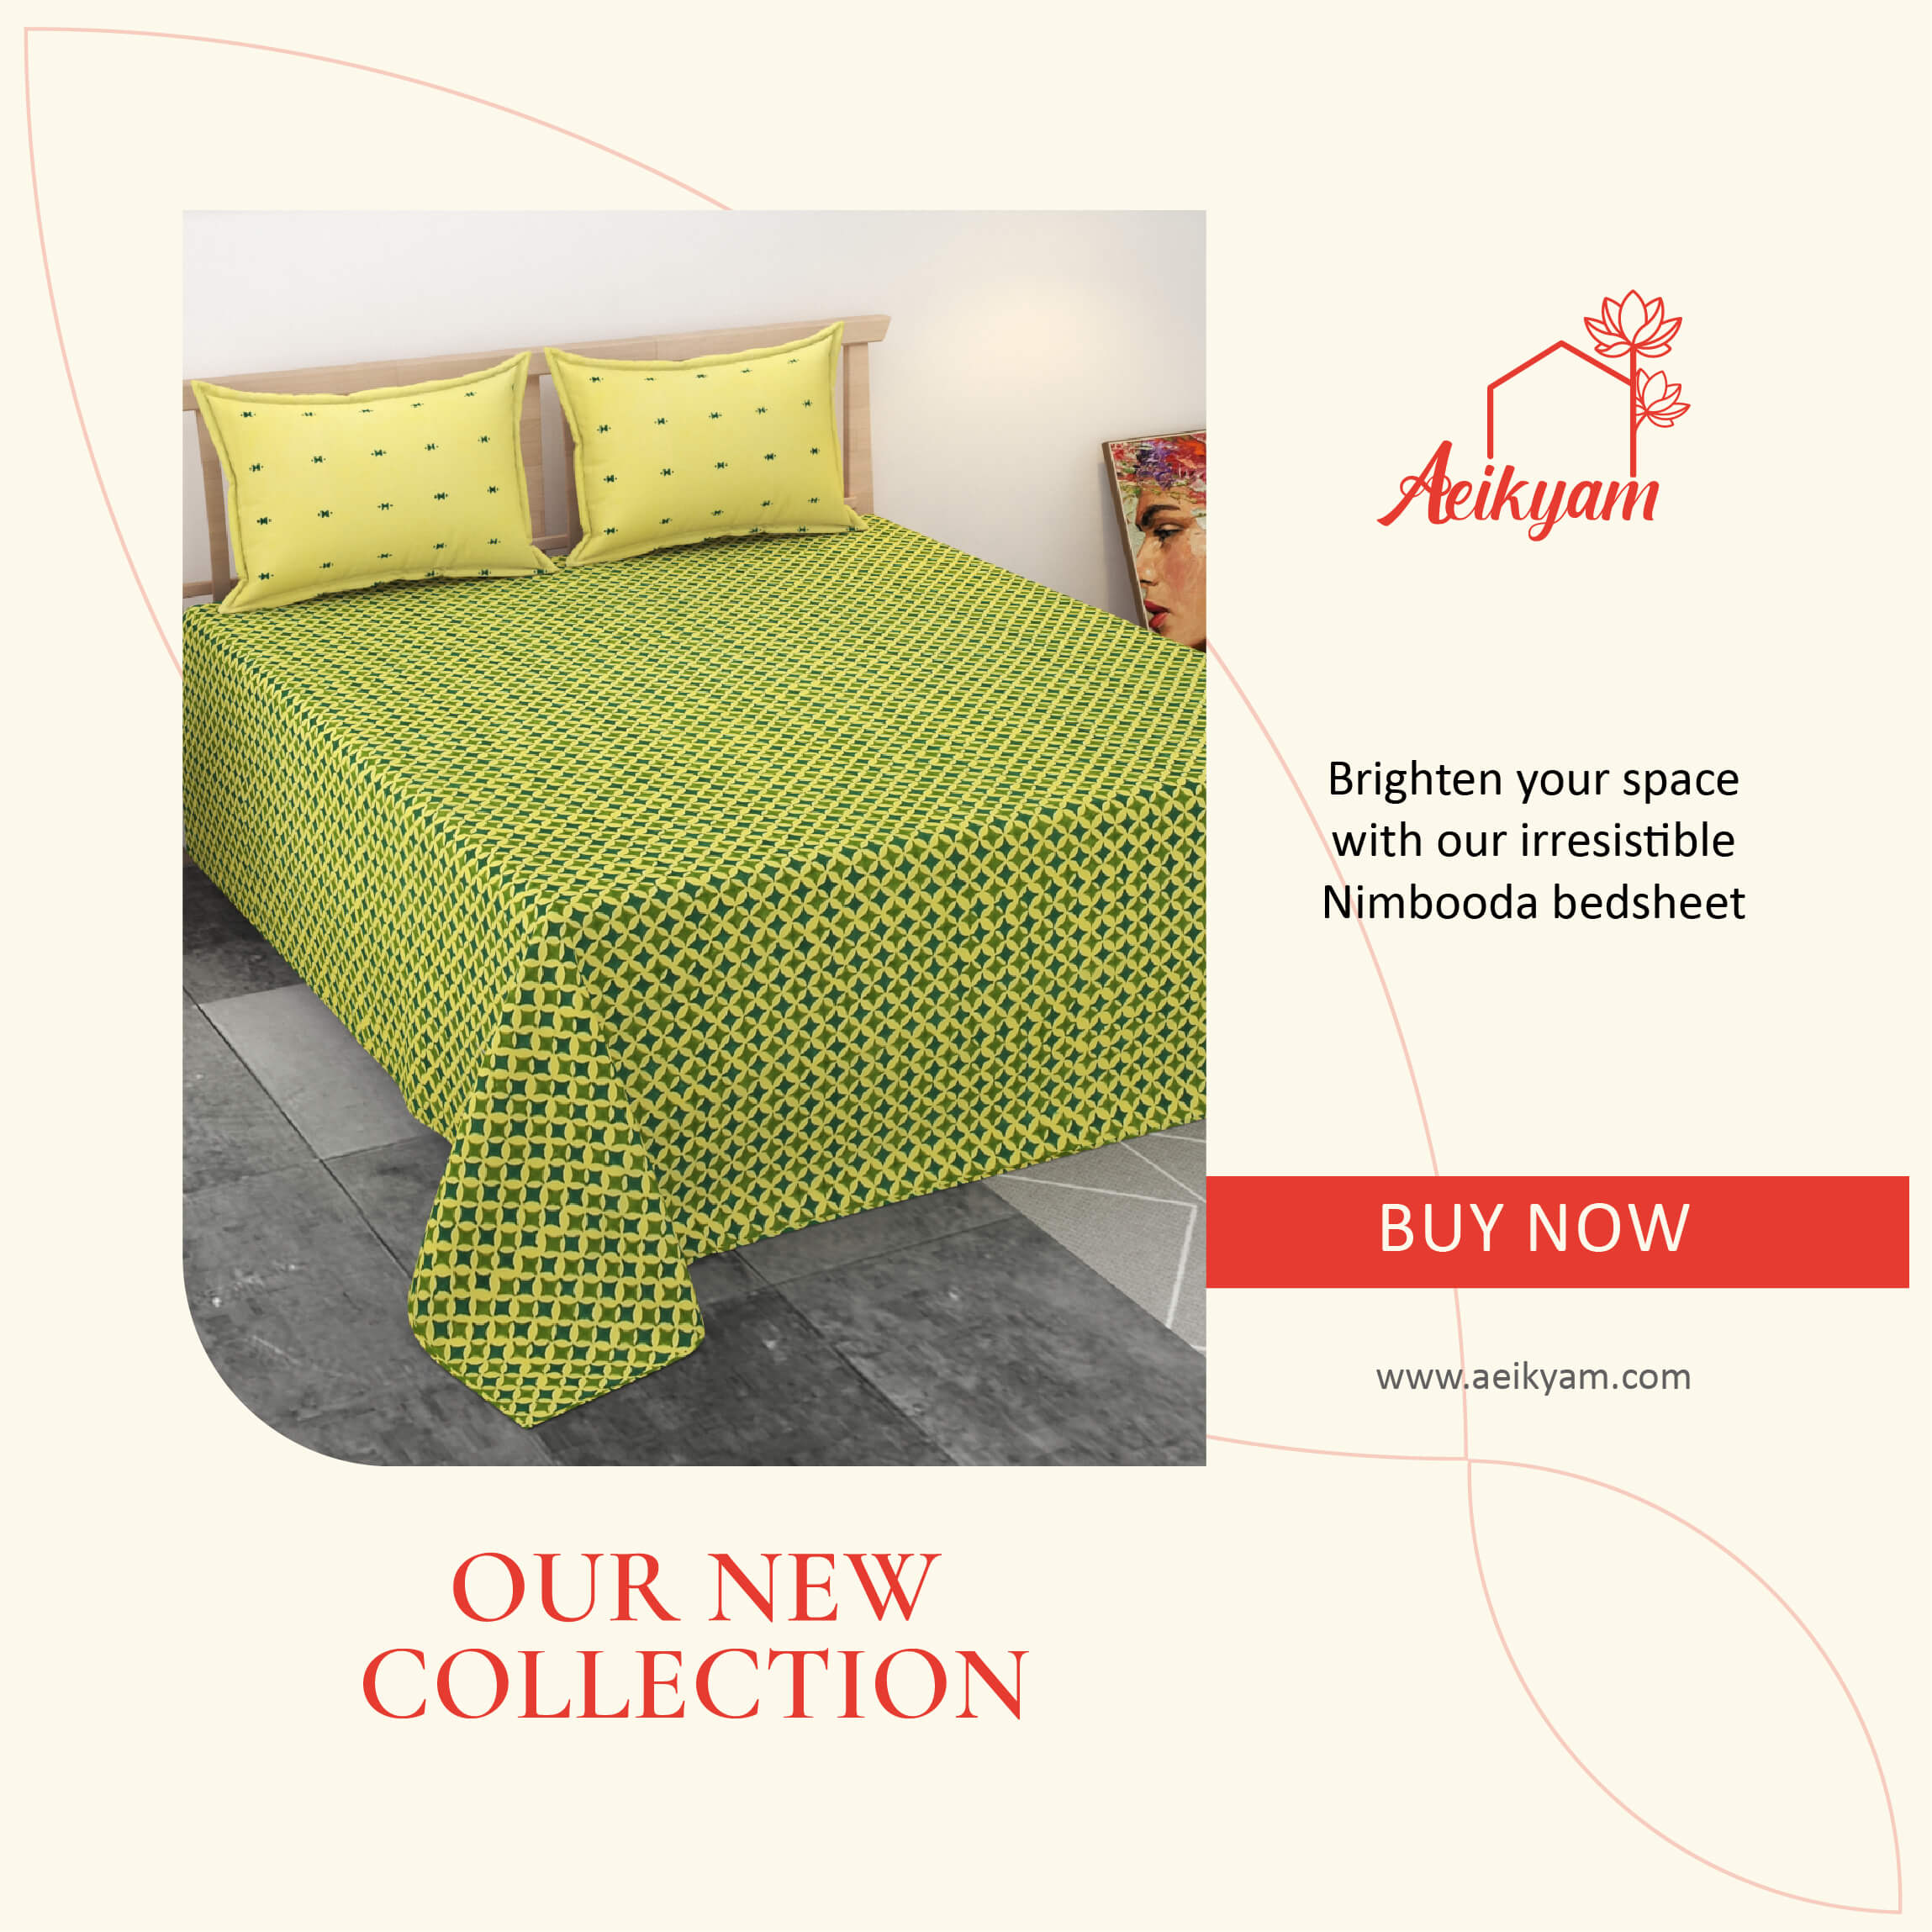 Aeikyam
Brighten your space
with our irresistible
Nimbooda bedsheet
BUY NOW
www.aeikyam.com
OUR NEW
COLLECTION